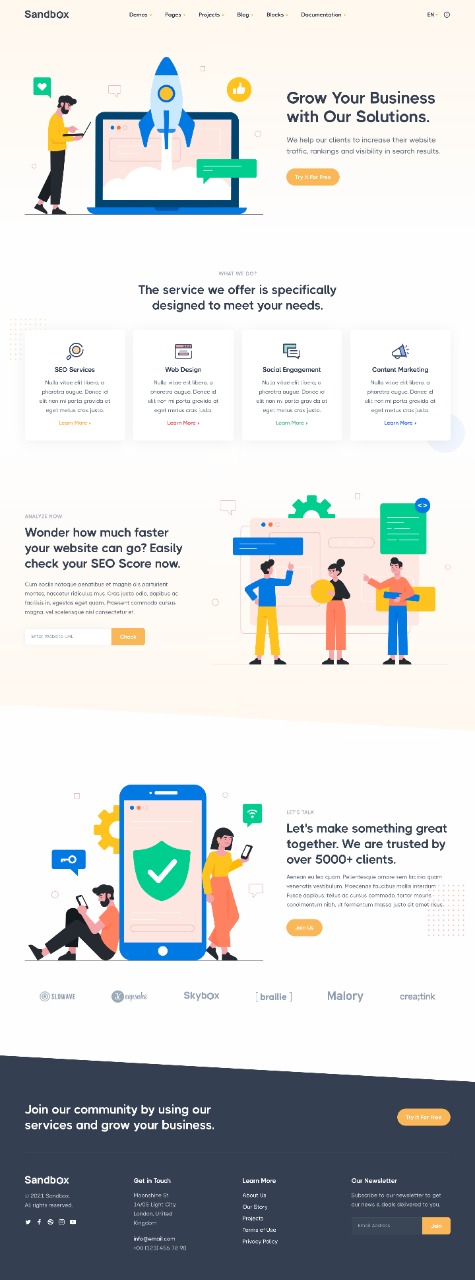 Sandbox
Demos Pages Projects Blog Blocks Documentation
EN
Grow Your Business
with Our Solutions.
We help our clients to increase their website
traffic, rankings and visibility in search results.
Try It For Free
WHAT WE DO?
The service we offer is specifically
designed to meet your needs.
SEO Services
Nulla vitae elit libero, a
pharetra augue. Donec id
elit non mi porta gravida at
eget metus cras justo.
Learn More ›
Web Design
Nulla vitae elit libero, a
pharetra augue. Donec id
elit non mi porta gravida at
eget metus cras justo.
Learn More ›
Social Engagement
Nulla vitae elit libero, a
pharetra augue. Donec id
elit non mi porta gravida at
eget metus cras justo.
Learn More ›
Content Marketing
Nulla vitae elit libero, a
pharetra augue. Donec id
elit non mi porta gravida at
eget metus cras justo.
Learn More ›
ANALYZE NOW
Wonder how much faster
your website can go? Easily
check your SEO Score now.
Cum sociis natoque penatibus et magnis dis parturient
montes, nascetur ridiculus mus. Cras justo odio, dapibus ac
facilisis in, egestas eget quam. Praesent commodo cursus
magna, vel scelerisque nisl consectetur et.
Enter Website URL
Check
<>
LET'S TALK
Let's make something great
together. We are trusted by
over 5000+ clients.
Aenean eu leo quam. Pellentesque ornare sem lacinia quam
venenatis vestibulum. Maecenas faucibus mollis interdum.
Fusce dapibus, tellus ac cursus commodo, tortor mauris
condimentum nibh, ut fermentum massa justo sit amet risus.
Join Us
SLOWAVE
Skybox
[braille]
Malory
crea;tink
Join our community by using our
services and grow your business.
Try It For Free
Sandbox
© 2021 Sandbox.
All rights reserved.
Get in Touch
Moonshine St.
14/05 Light City,
London, United
Kingdom
info@email.com
+00 (123) 456 78 90
Learn More
About Us
Our Story
Projects
Terms of Use
Privacy Policy
Our Newsletter
Subscribe to our newsletter to get
our news & deals delivered to you.
Email Address
Join